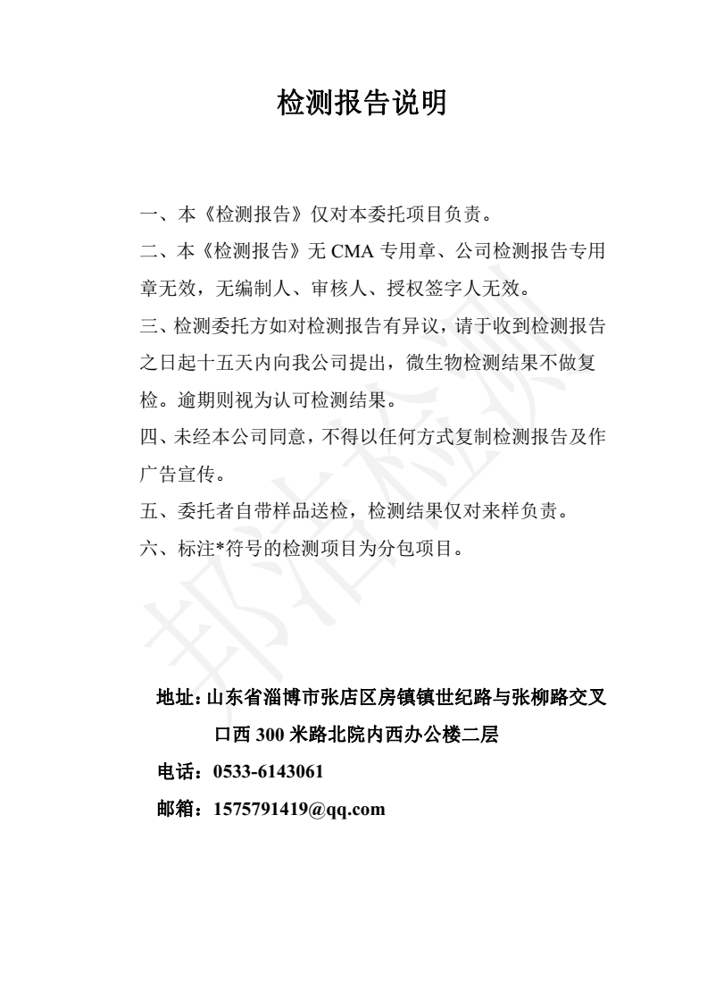 检测报告说明
一、本《检测报告》仅对本委托项目负责。
二、本《检测报告》无 CMA 专用章、公司检测报告专用
章无效，无编制人、审核人、授权签字人无效。
三、检测委托方如对检测报告有异议，请于收到检测报告
之日起十五天内向我公司提出，微生物检测结果不做复
检。逾期则视为认可检测结果。
四、未经本公司同意，不得以任何方式复制检测报告及作
广告宣传。
五、委托者自带样品送检，检测结果仅对来样负责。
六、标注*符号的检测项目为分包项目。
邦洁检测
地址：山东省淄博市张店区房镇镇世纪路与张柳路交叉
口西 300 米路北院内西办公楼二层
电话：0533-6143061
邮箱：1575791419@qq.com